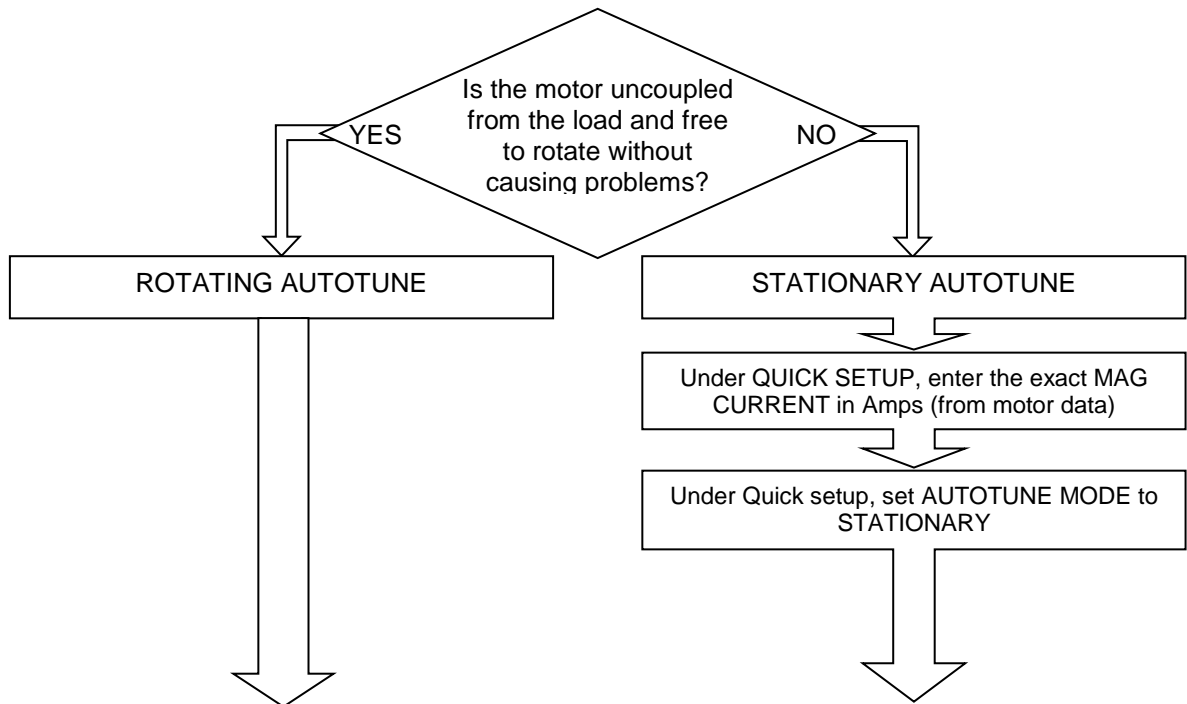 Is the motor uncoupled
from the load and free
to rotate without
causing problems?
YES
NO
ROTATING AUTOTUNE
STATIONARY AUTOTUNE
Under QUICK SETUP, enter the exact MAG
CURRENT in Amps (from motor data)
Under Quick setup, set AUTOTUNE MODE to
STATIONARY